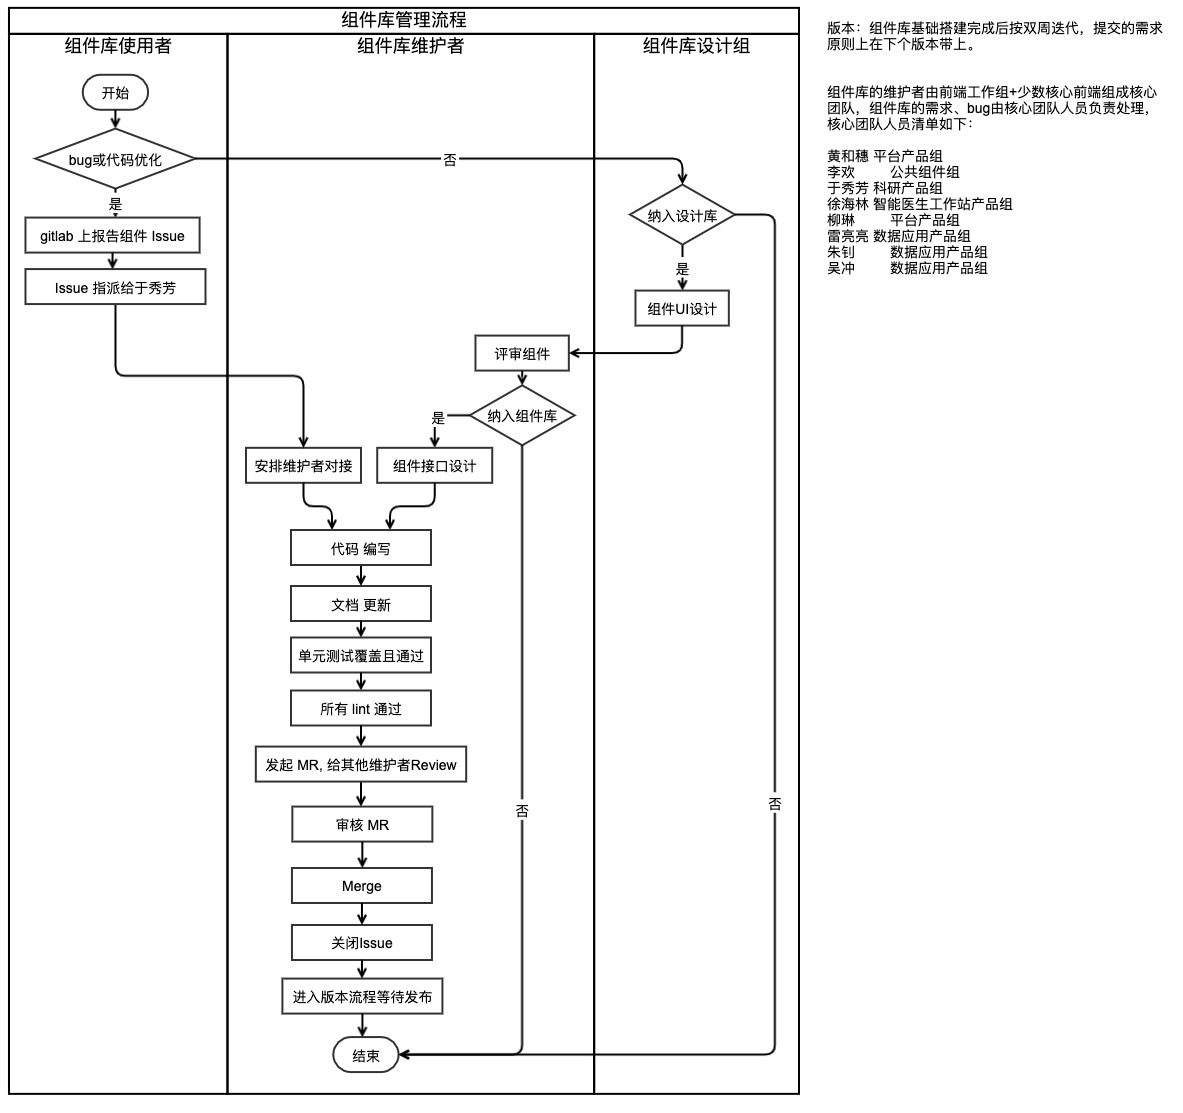 组件库管理流程
组件库使用者
组件库维护者
组件库设计组
开始
bug或代码优化
否
是
gitlab 上报告组件 Issue
Issue 指派给于秀芳
纳入设计库
是
组件UI设计
评审组件
纳入组件库
是
安排维护者对接
组件接口设计
代码 编写
文档 更新
单元测试覆盖且通过
所有 lint 通过
发起 MR, 给其他维护者Review
否
否
审核 MR
Merge
关闭Issue
进入版本流程等待发布
结束
版本：组件库基础搭建完成后按双周迭代，提交的需求
原则上在下个版本带上。
组件库的维护者由前端工作组+少数核心前端组成核心
团队，组件库的需求、bug由核心团队人员负责处理，
核心团队人员清单如下：
黄和穗 平台产品组
李欢 公共组件组
于秀芳 科研产品组
徐海林 智能医生工作站产品组
柳琳 平台产品组
雷亮亮 数据应用产品组
朱钊 数据应用产品组
吴冲 数据应用产品组